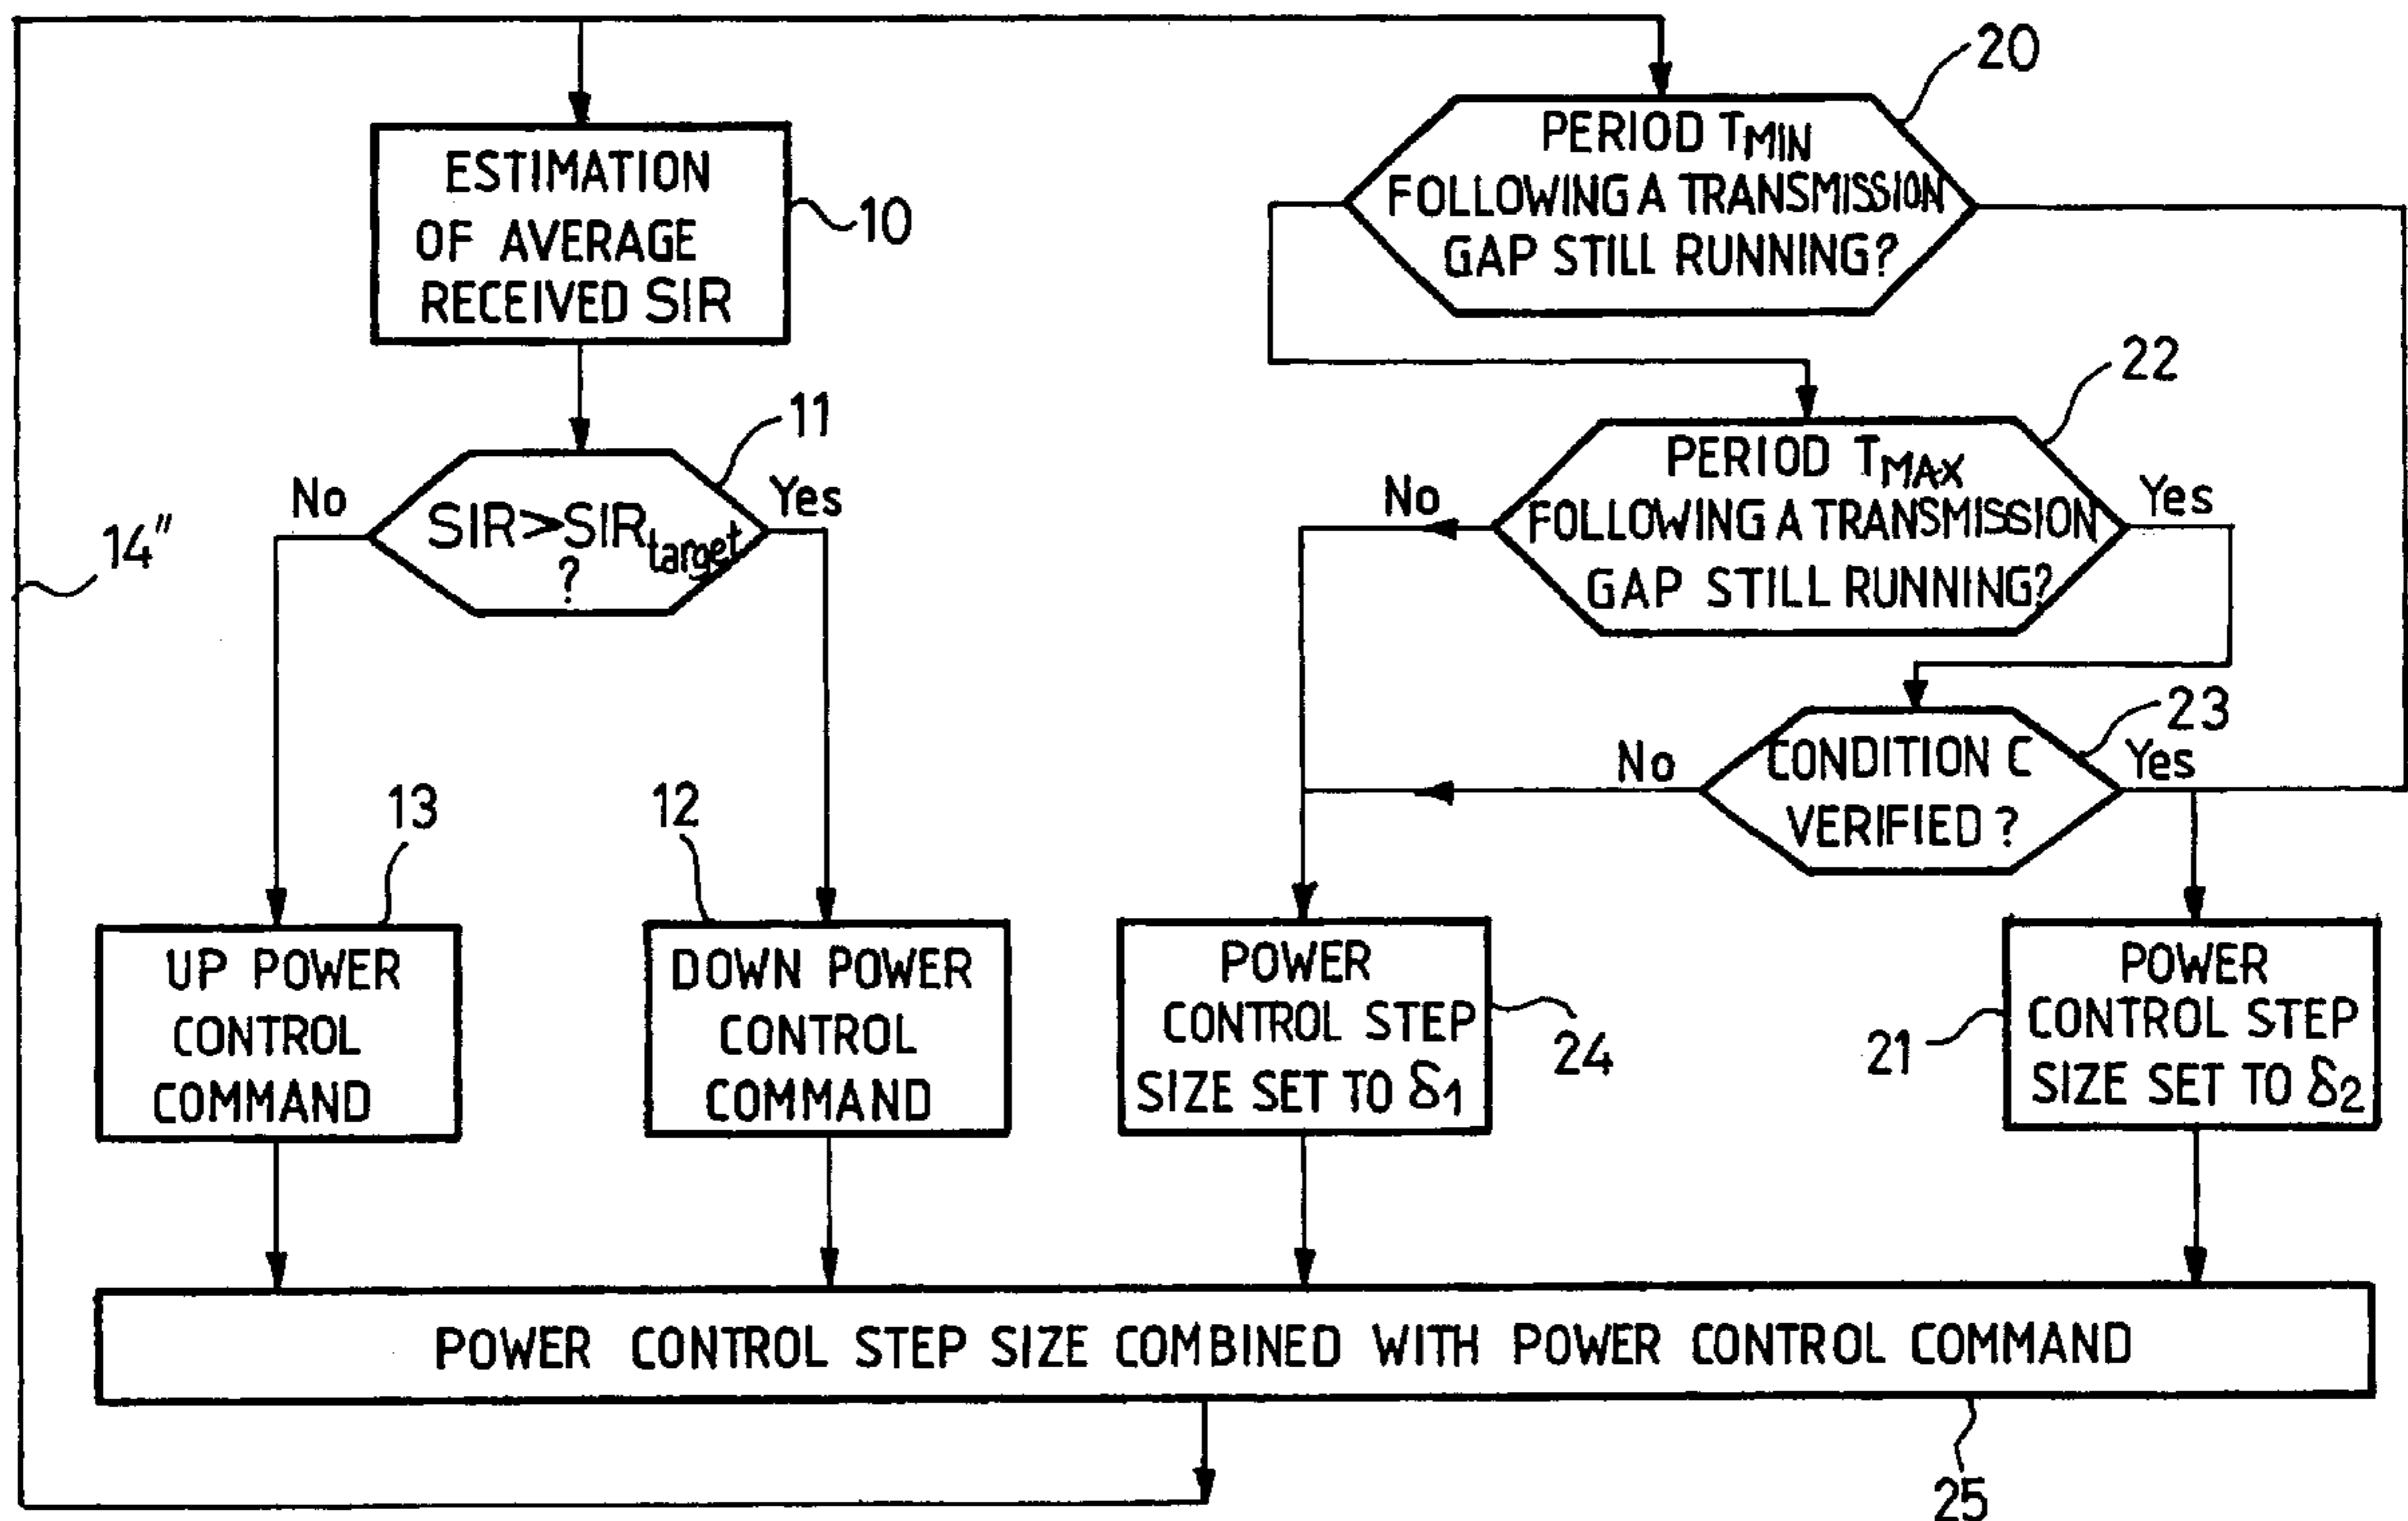 20
PERIOD TMIN
FOLLOWING A TRANSMISSION
GAP STILL RUNNING?
ESTIMATION
OF AVERAGE
RECEIVED SIR
10
22
PERIOD TMAX
FOLLOWING A TRANSMISSION
GAP STILL RUNNING?
No
Yes
11
SIR>SIRtarget
?
No
Yes
14"
23
CONDITION C
VERIFIED ?
No
Yes
13
UP POWER
CONTROL
COMMAND
12
DOWN POWER
CONTROL
COMMAND
POWER
CONTROL STEP
SIZE SET TO δ1
24
21
POWER
CONTROL STEP
SIZE SET TO δ2
POWER CONTROL STEP SIZE COMBINED WITH POWER CONTROL COMMAND
25